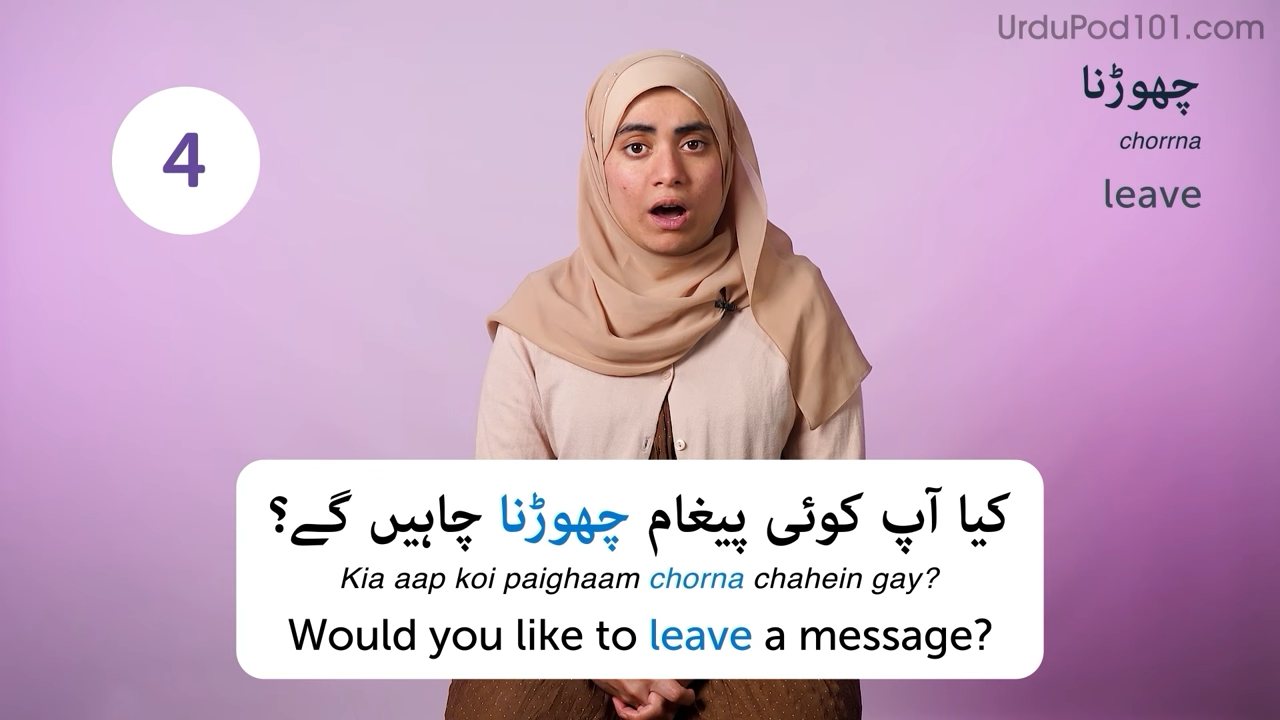 UrduPod101.com
4
چھوڑنا
chorrna
leave
کیا آپ کوئی پیغام چھوڑنا چاہیں گے؟
Kia aap koi paighaam chorna chahein gay?
Would you like to leave a message?